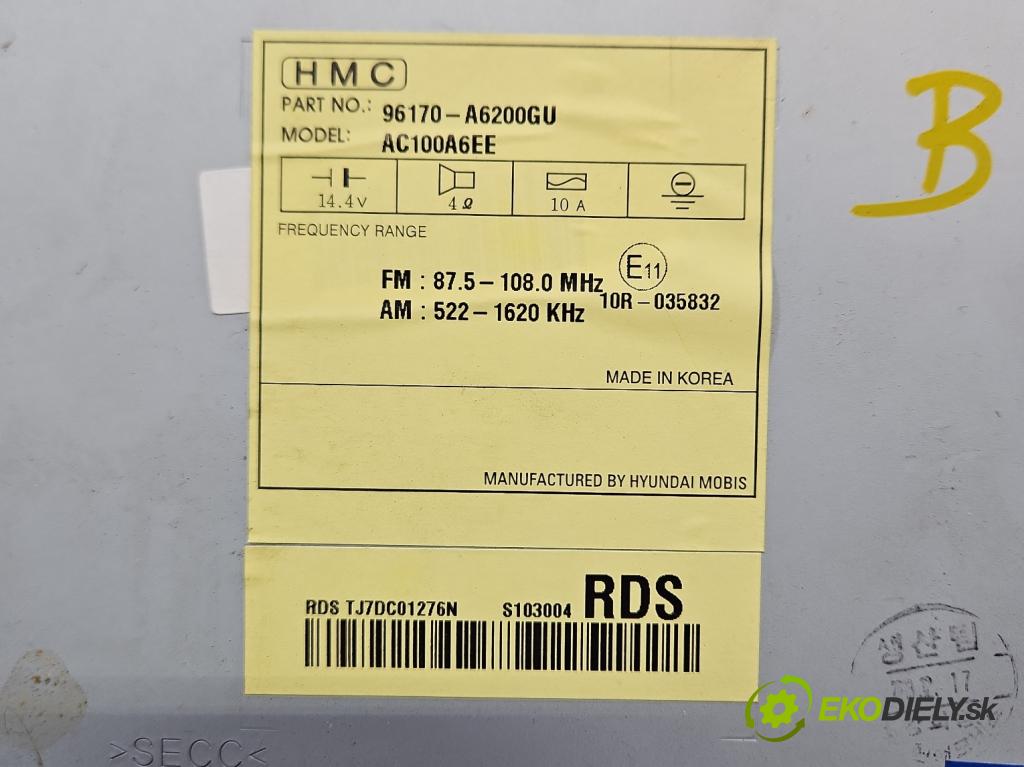 HMC
PART NO.: 96170-A6200GU
MODEL: AC100A6EE
14.4V 4Ω 10 A
FREQUENCY RANGE
FM : 87.5-108.0 MHz E11
AM : 522-1620 KHz 10R-035832
MADE IN KOREA
MANUFACTURED BY HYUNDAI MOBIS
RDS TJ7DC01276N S103004 RDS
B
생산일
17
>SECC<
EKODIELY.sk